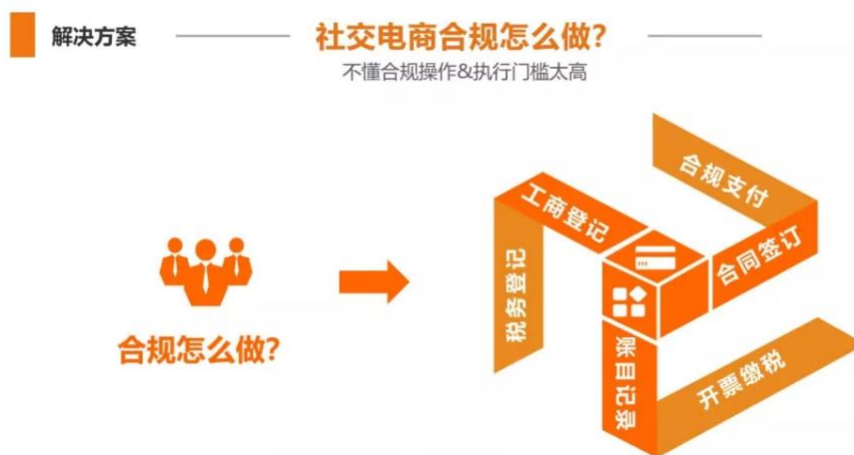 解决方案
社交电商合规怎么做?
不懂合规操作&执行门槛太高
合规怎么做?
工商登记
税务登记
合规支付
合同签订
账目记录
开票缴税